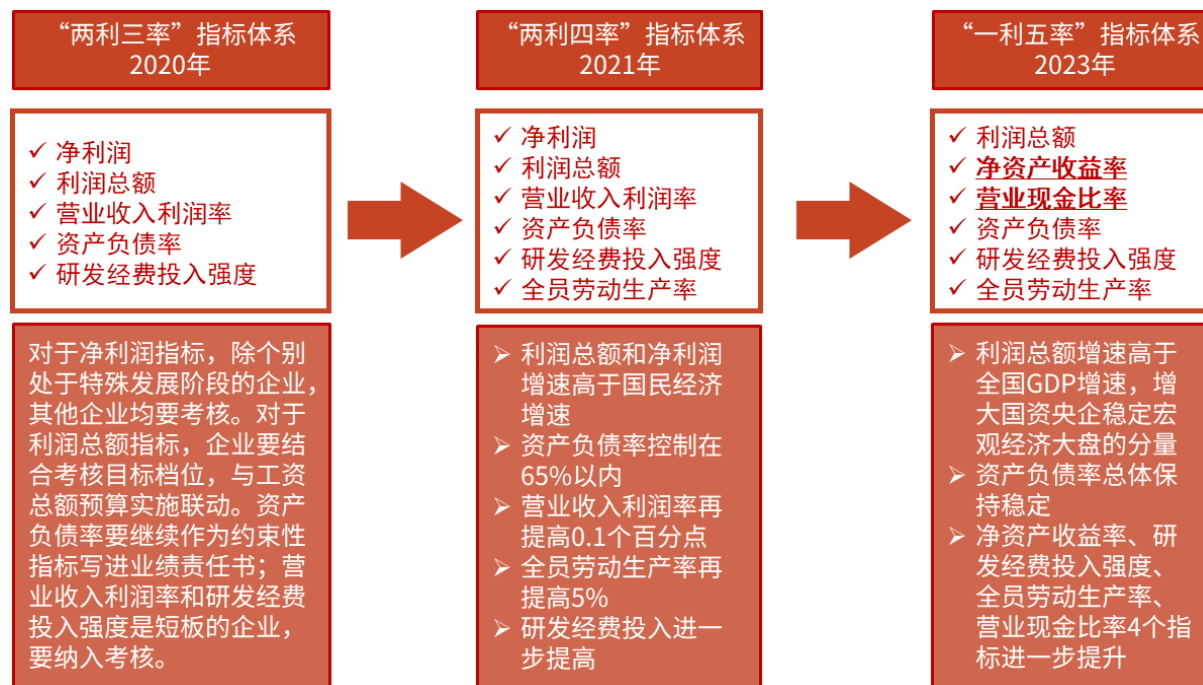 “两利三率”指标体系
2020年
净利润
利润总额
营业收入利润率
资产负债率
研发经费投入强度
对于净利润指标，除个别
处于特殊发展阶段的企业，
其他企业均要考核。对于
利润总额指标，企业要结
合考核目标档位，与工资
总额预算实施联动。资产
负债率要继续作为约束性
指标写进业绩责任书；营
业收入利润率和研发经费
投入强度是短板的企业，
要纳入考核。
“两利四率”指标体系
2021年
净利润
利润总额
营业收入利润率
资产负债率
研发经费投入强度
全员劳动生产率
利润总额和净利润
增速高于国民经济
增速
资产负债率控制在
65%以内
营业收入利润率再
提高0.1个百分点
全员劳动生产率再
提高5%
研发经费投入进一
步提高
“一利五率”指标体系
2023年
利润总额
净资产收益率
营业现金比率
资产负债率
研发经费投入强度
全员劳动生产率
利润总额增速高于
全国GDP增速，增
大国资央企稳定宏
观经济大盘的分量
资产负债率总体保
持稳定
净资产收益率、研
发经费投入强度、
全员劳动生产率、
营业现金比率4个指
标进一步提升